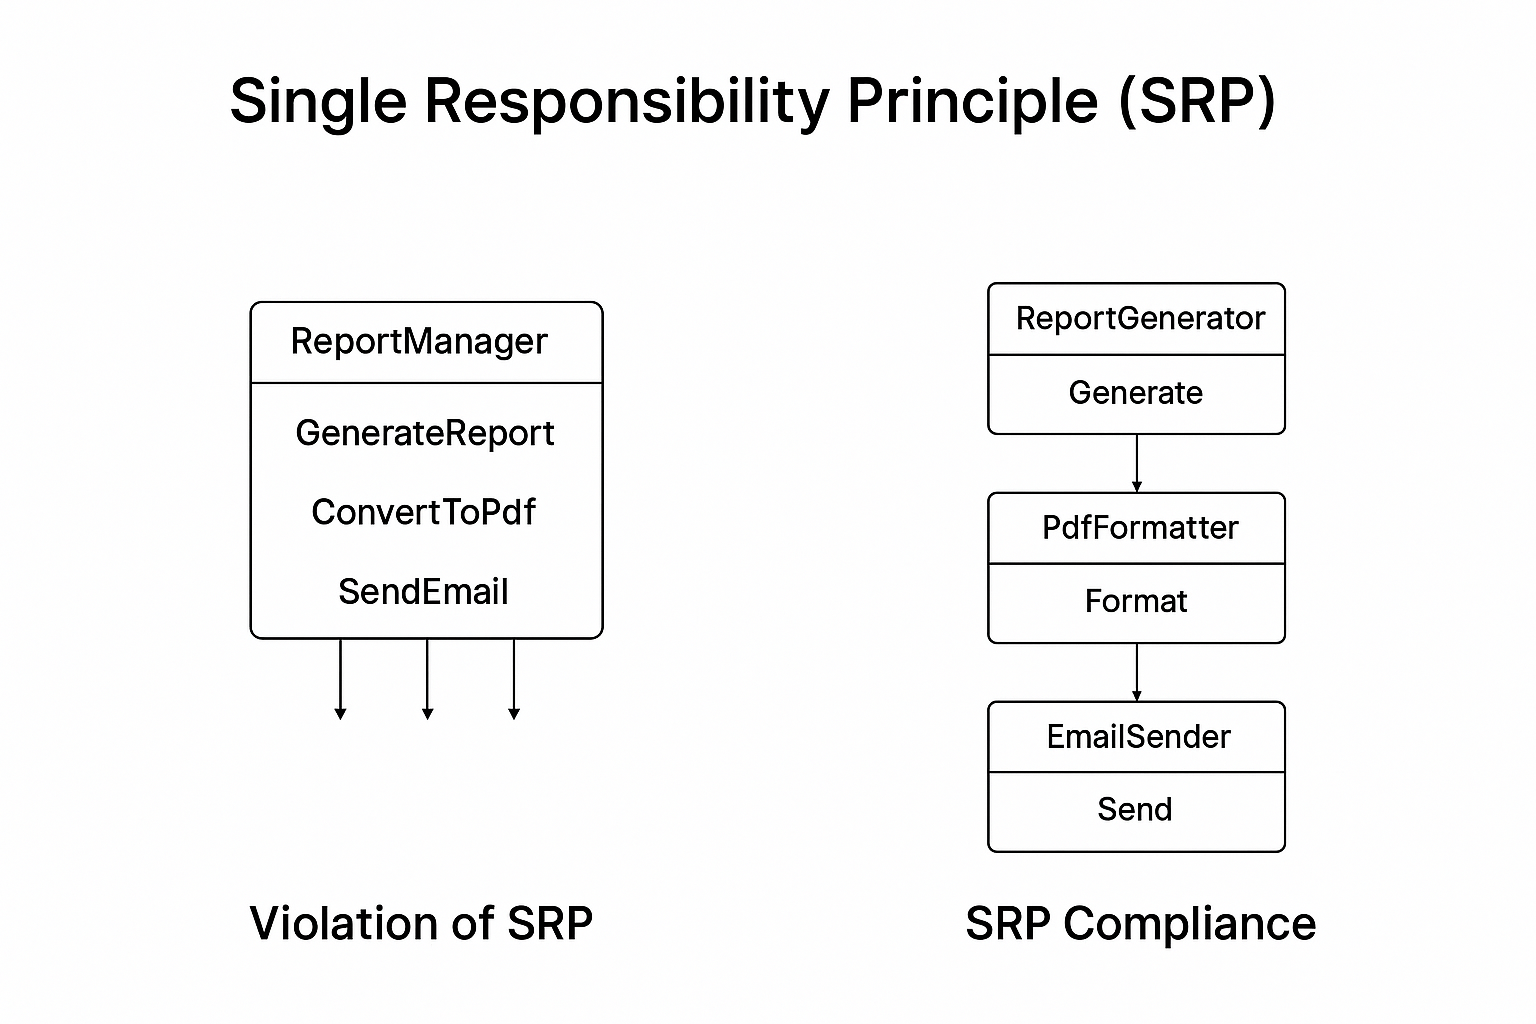 Single Responsibility Principle (SRP)
ReportManager
GenerateReport
ConvertToPdf
SendEmail
Violation of SRP
ReportGenerator
Generate
PdfFormatter
Format
EmailSender
Send
SRP Compliance